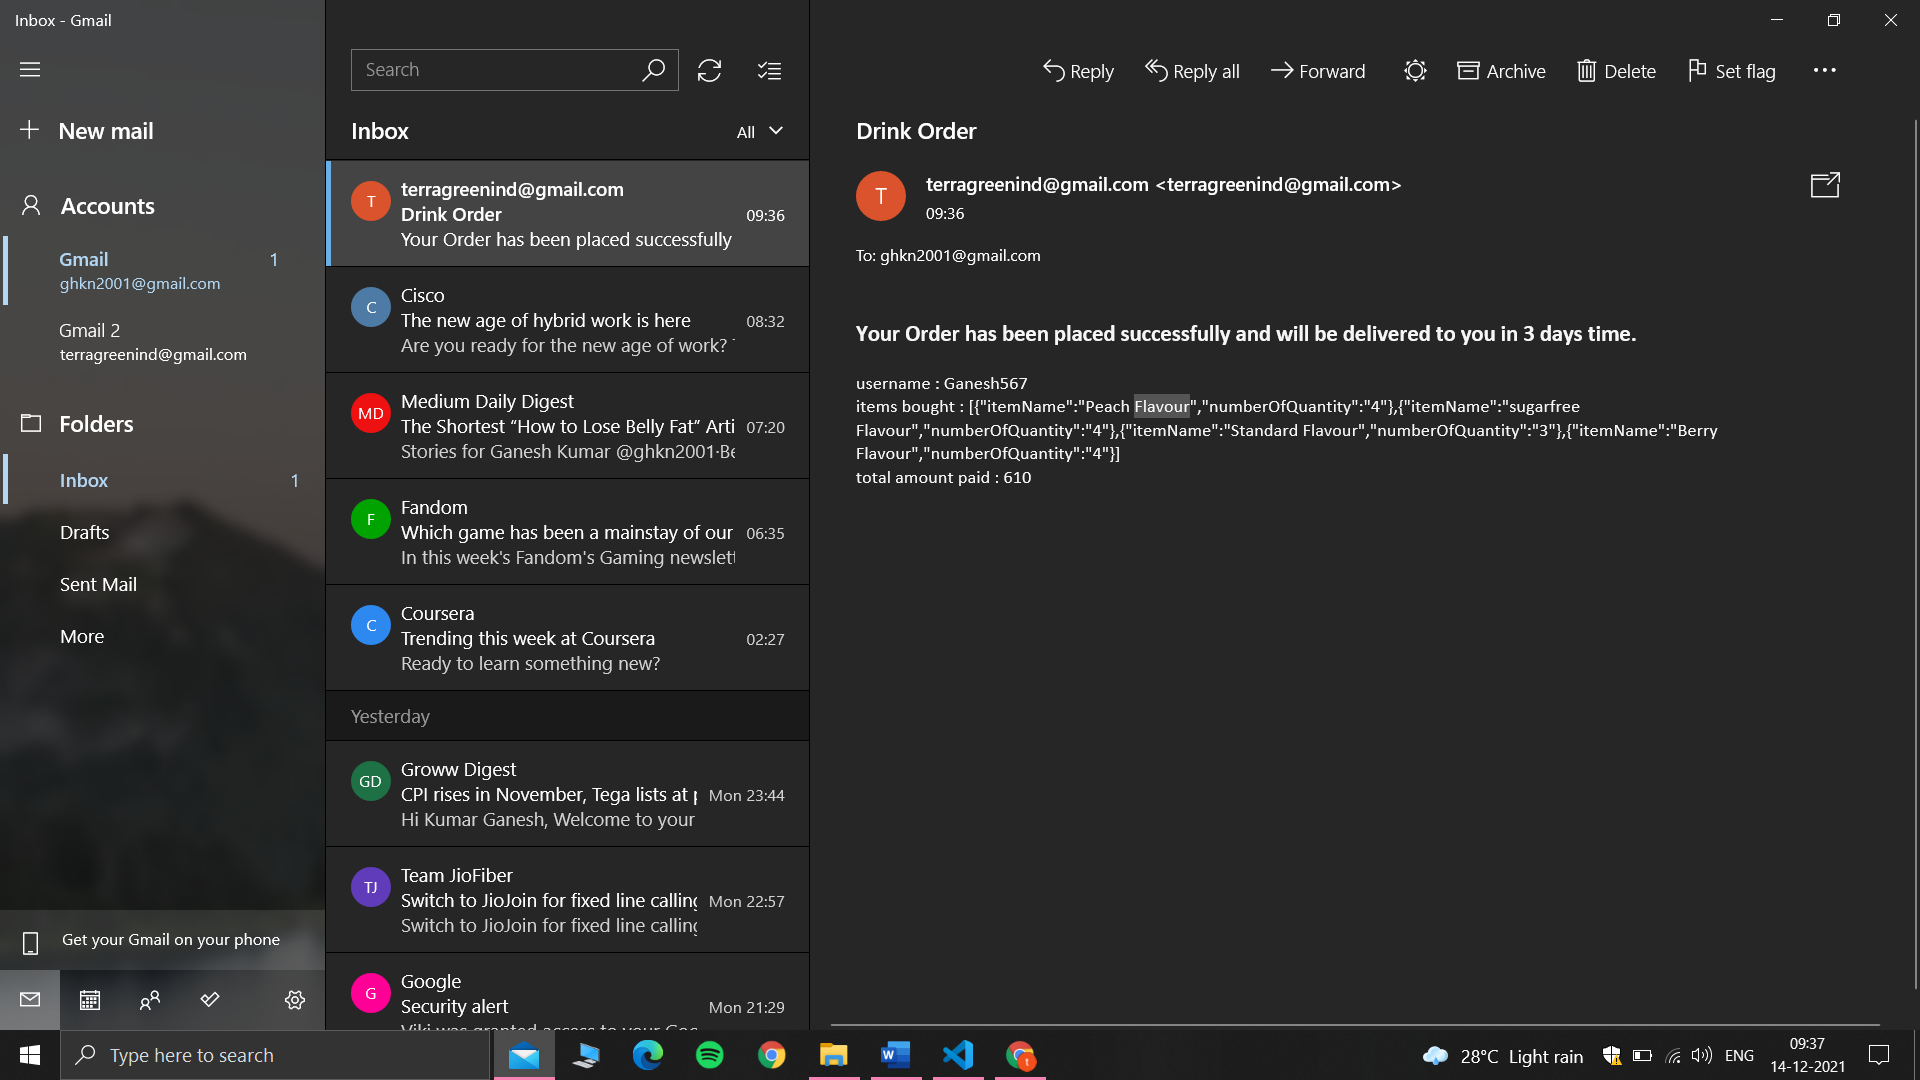 Inbox - Gmail
New mail
Accounts
Gmail 1
ghkn2001@gmail.com
Gmail 2
terragreenind@gmail.com
Folders
Inbox 1
Drafts
Sent Mail
More
Get your Gmail on your phone
Search
Inbox All
T
terragreenind@gmail.com
Drink Order 09:36
Your Order has been placed successfully
C
Cisco
The new age of hybrid work is here 08:32
Are you ready for the new age of work?
MD
Medium Daily Digest
The Shortest “How to Lose Belly Fat” Arti 07:20
Stories for Ganesh Kumar @ghkn2001·Be
F
Fandom
Which game has been a mainstay of our 06:35
In this week's Fandom's Gaming newslett
C
Coursera
Trending this week at Coursera 02:27
Ready to learn something new?
Yesterday
GD
Groww Digest
CPI rises in November, Tega lists at p Mon 23:44
Hi Kumar Ganesh, Welcome to your
TJ
Team JioFiber
Switch to JioJoin for fixed line calling Mon 22:57
Switch to JioJoin for fixed line calling
G
Google
Security alert Mon 21:29
Viki was granted access to your Goo
Reply Reply all Forward Archive Delete Set flag
Drink Order
T
terragreenind@gmail.com <terragreenind@gmail.com>
09:36
To: ghkn2001@gmail.com
Your Order has been placed successfully and will be delivered to you in 3 days time.
username : Ganesh567
items bought : [{"itemName":"Peach Flavour","numberOfQuantity":"4"},{"itemName":"sugarfree
Flavour","numberOfQuantity":"4"},{"itemName":"Standard Flavour","numberOfQuantity":"3"},{"itemName":"Berry
Flavour","numberOfQuantity":"4"}]
total amount paid : 610
Type here to search
W
t
28°C Light rain
ENG
09:37
14-12-2021